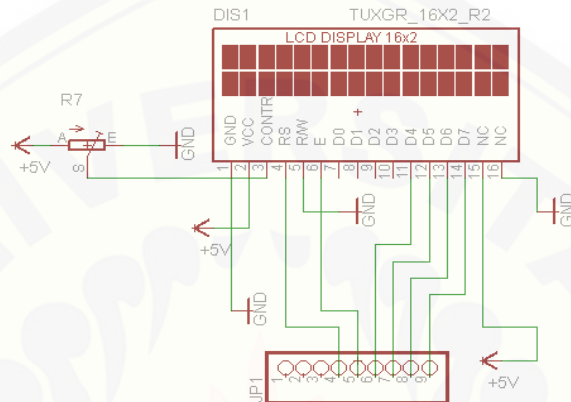 DIS1 TUXGR_16X2_R2
LCD DISPLAY 16x2
R7
A E
S
+5V
GND
GND VCC CONTR RS R/W E D0 D1 D2 D3 D4 D5 D6 D7 NC NC
1 2 3 4 5 6 7 8 9 10 11 12 13 14 15 16
+5V
GND
GND
GND
JP1
1 2 3 4 5 6 7 8 9
+5V